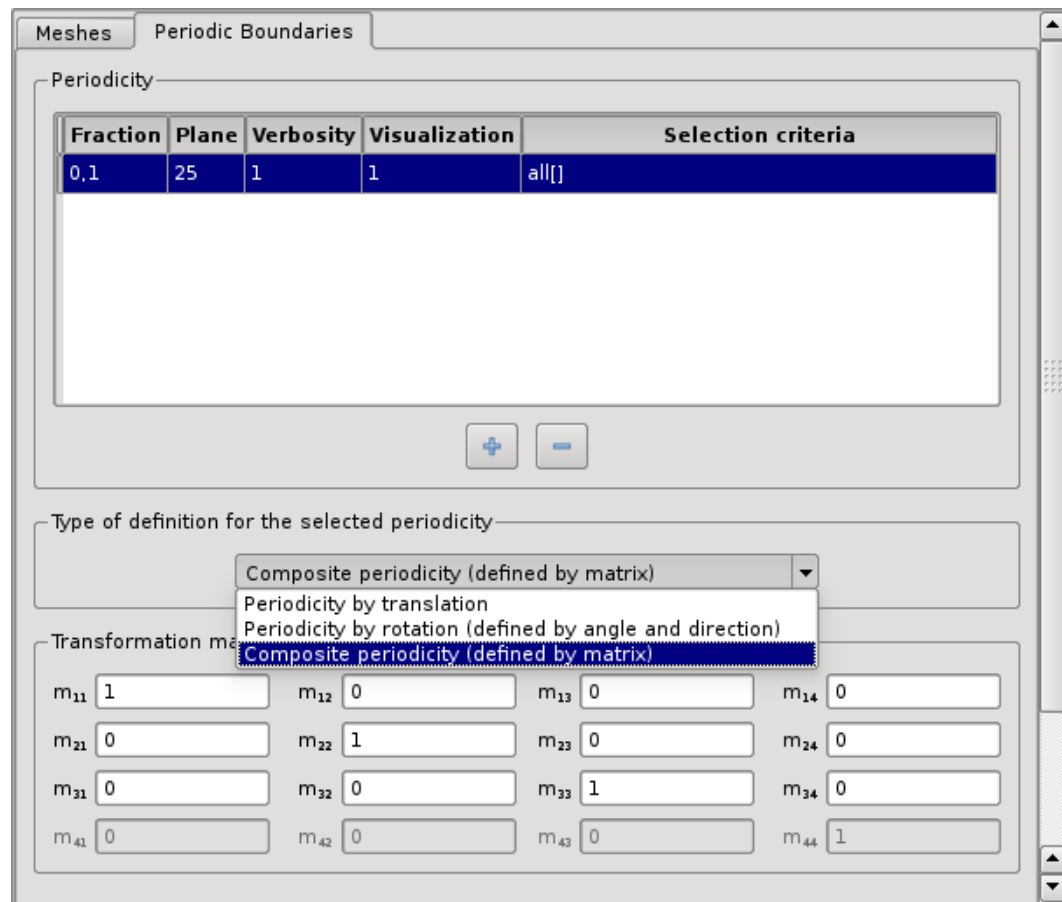 Meshes Periodic Boundaries
Periodicity
Fraction Plane Verbosity Visualization Selection criteria
0,1 25 1 1 all[]
Type of definition for the selected periodicity
Composite periodicity (defined by matrix)
Periodicity by translation
Periodicity by rotation (defined by angle and direction)
Composite periodicity (defined by matrix)
Transformation
m₁₁ 1 m₁₂ 0 m₁₃ 0 m₁₄ 0
m₂₁ 0 m₂₂ 1 m₂₃ 0 m₂₄ 0
m₃₁ 0 m₃₂ 0 m₃₃ 1 m₃₄ 0
m₄₁ 0 m₄₂ 0 m₄₃ 0 m₄₄ 1